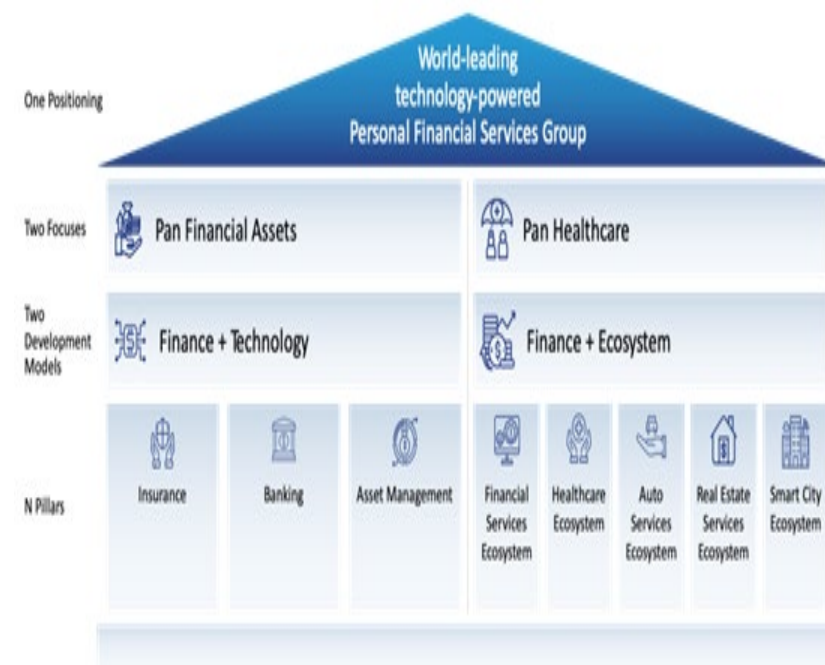 World-leading
technology-powered
Personal Financial Services Group
One Positioning
Two Focuses
Pan Financial Assets
Pan Healthcare
Two
Development
Models
Finance + Technology
Finance + Ecosystem
N Pillars
Insurance
Banking
Asset Management
Financial
Services
Ecosystem
Healthcare
Ecosystem
Auto
Services
Ecosystem
Real Estate
Services
Ecosystem
Smart City
Ecosystem